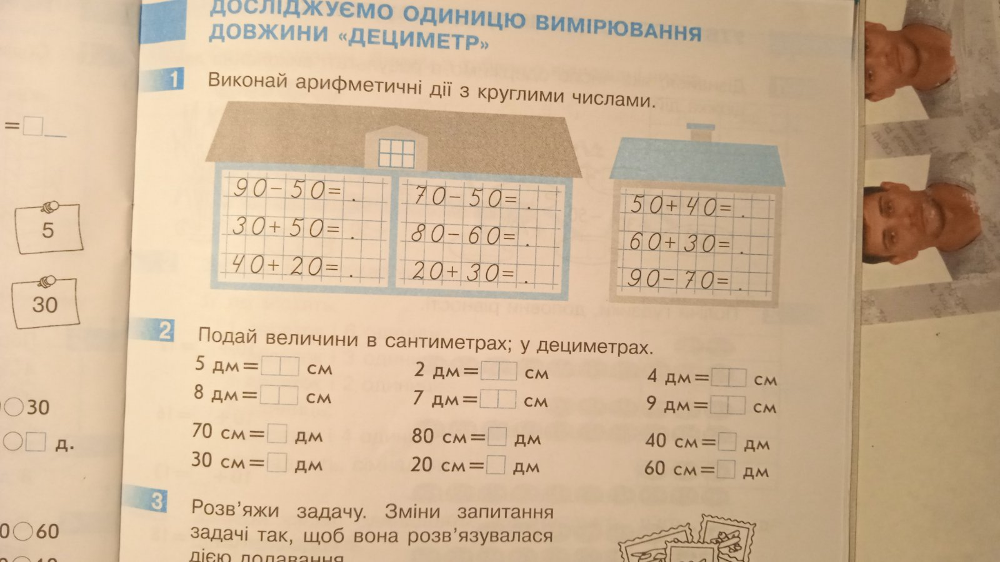 ДОСЛІДЖУЄМО ОДИНИЦЮ ВИМІРЮВАННЯ
ДОВЖИНИ «ДЕЦИМЕТР»
1 Виконай арифметичні дії з круглими числами.
90-50= .
30+50= .
40+20= .
70-50= .
80-60= .
20+30= .
50+40= .
60+30= .
90-70= .
2 Подай величини в сантиметрах; у дециметрах.
5 дм= см 2 дм= см 4 дм= см
8 дм= см 7 дм= см 9 дм= см
70 см= дм 80 см= дм 40 см= дм
30 см= дм 20 см= дм 60 см= дм
3 Розв'яжи задачу. Зміни запитання
задачі так, щоб вона розв'язувалася
дією додавання.
=
5
30
30
д.
60